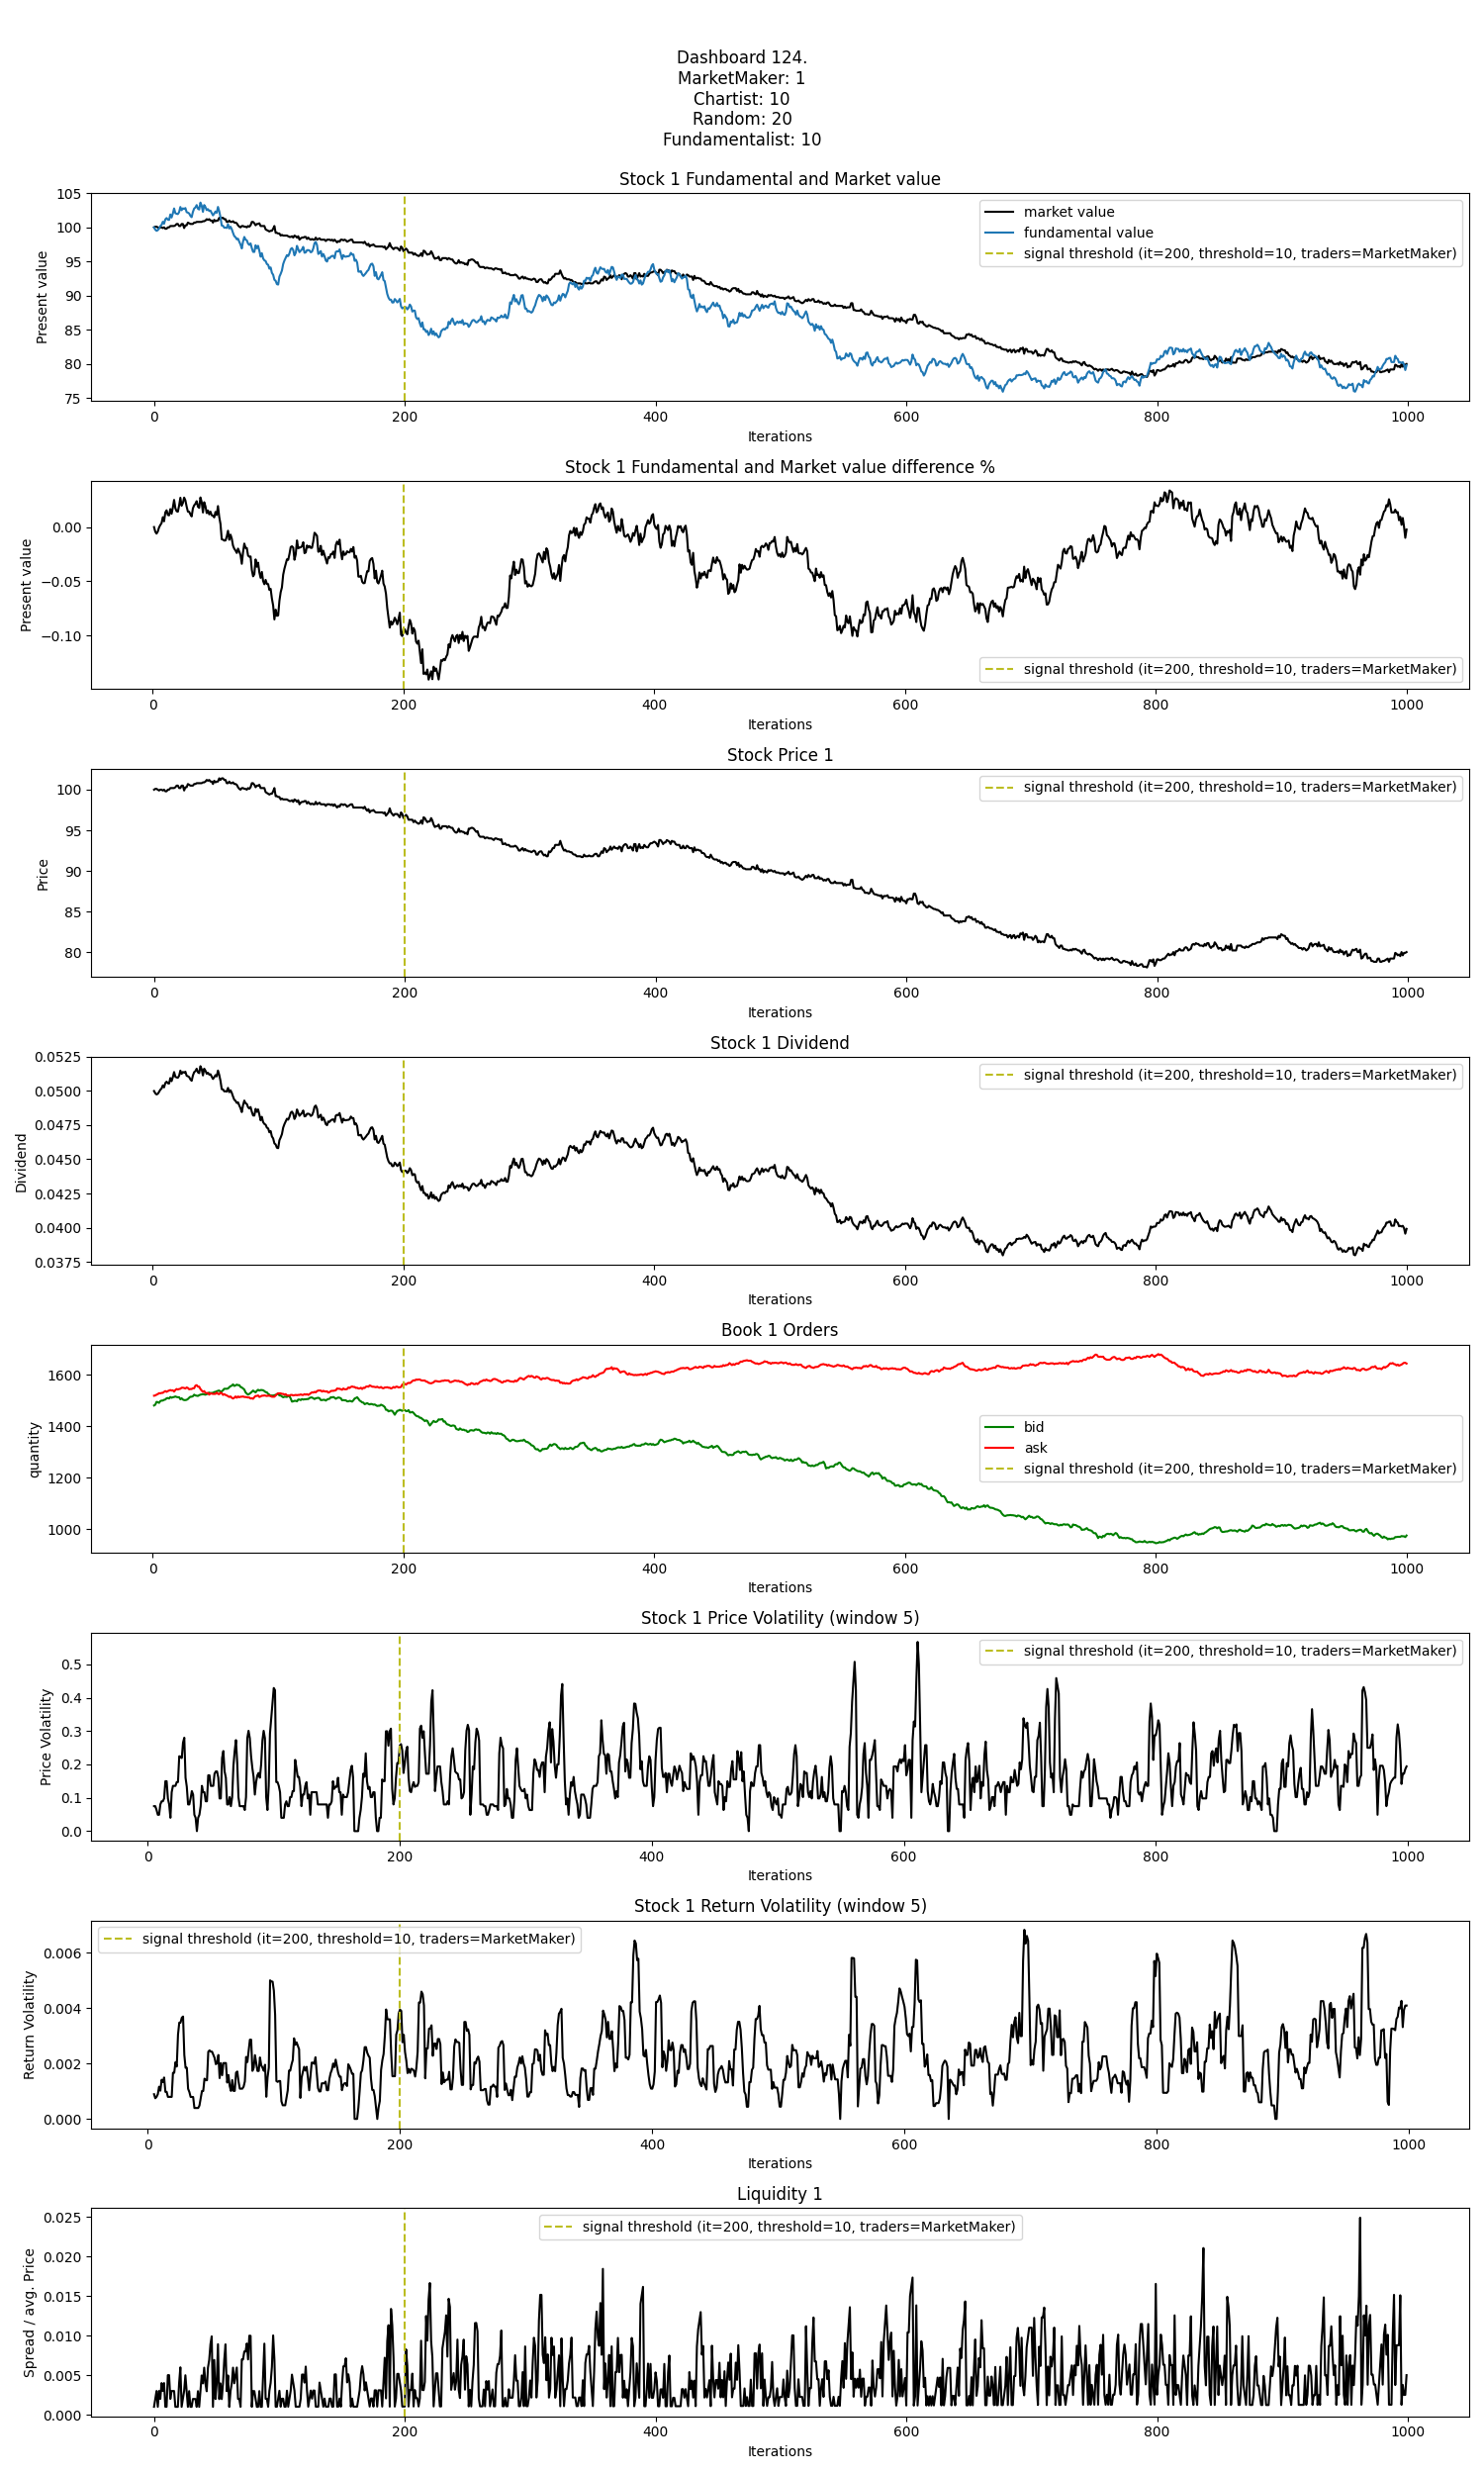 Dashboard 124.
MarketMaker: 1
Chartist: 10
Random: 20
Fundamentalist: 10
Stock 1 Fundamental and Market value
105
100
95
90
85
80
75
Present value
market value
fundamental value
signal threshold (it=200, threshold=10, traders=MarketMaker)
0 200 400 600 800 1000
Iterations
Stock 1 Fundamental and Market value difference %
0.00
−0.05
−0.10
Present value
signal threshold (it=200, threshold=10, traders=MarketMaker)
0 200 400 600 800 1000
Iterations
Stock Price 1
100
95
90
85
80
Price
signal threshold (it=200, threshold=10, traders=MarketMaker)
0 200 400 600 800 1000
Iterations
Stock 1 Dividend
0.0525
0.0500
0.0475
0.0450
0.0425
0.0400
0.0375
Dividend
signal threshold (it=200, threshold=10, traders=MarketMaker)
0 200 400 600 800 1000
Iterations
Book 1 Orders
1600
1400
1200
1000
quantity
bid
ask
signal threshold (it=200, threshold=10, traders=MarketMaker)
0 200 400 600 800 1000
Iterations
Stock 1 Price Volatility (window 5)
0.5
0.4
0.3
0.2
0.1
0.0
Price Volatility
signal threshold (it=200, threshold=10, traders=MarketMaker)
0 200 400 600 800 1000
Iterations
Stock 1 Return Volatility (window 5)
0.006
0.004
0.002
0.000
Return Volatility
signal threshold (it=200, threshold=10, traders=MarketMaker)
0 200 400 600 800 1000
Iterations
Liquidity 1
0.025
0.020
0.015
0.010
0.005
0.000
Spread / avg. Price
signal threshold (it=200, threshold=10, traders=MarketMaker)
0 200 400 600 800 1000
Iterations